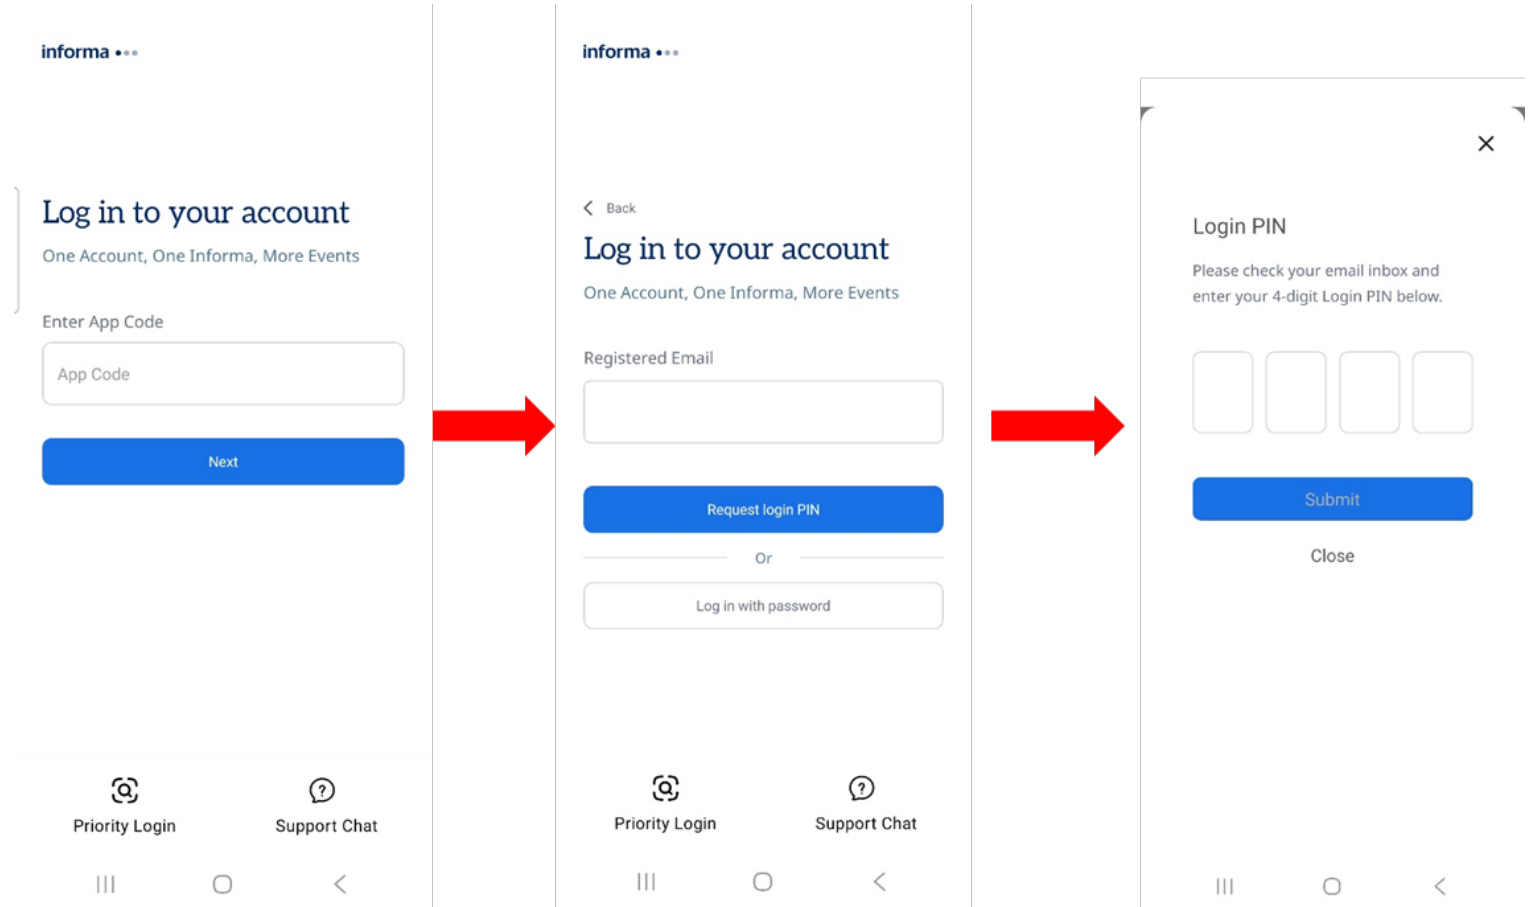 informa
Log in to your account
One Account, One Informa, More Events
Enter App Code
App Code
Next
Priority Login
Support Chat
informa
Back
Log in to your account
One Account, One Informa, More Events
Registered Email
Request login PIN
Or
Log in with password
Priority Login
Support Chat
Login PIN
Please check your email inbox and
enter your 4-digit Login PIN below.
Submit
Close